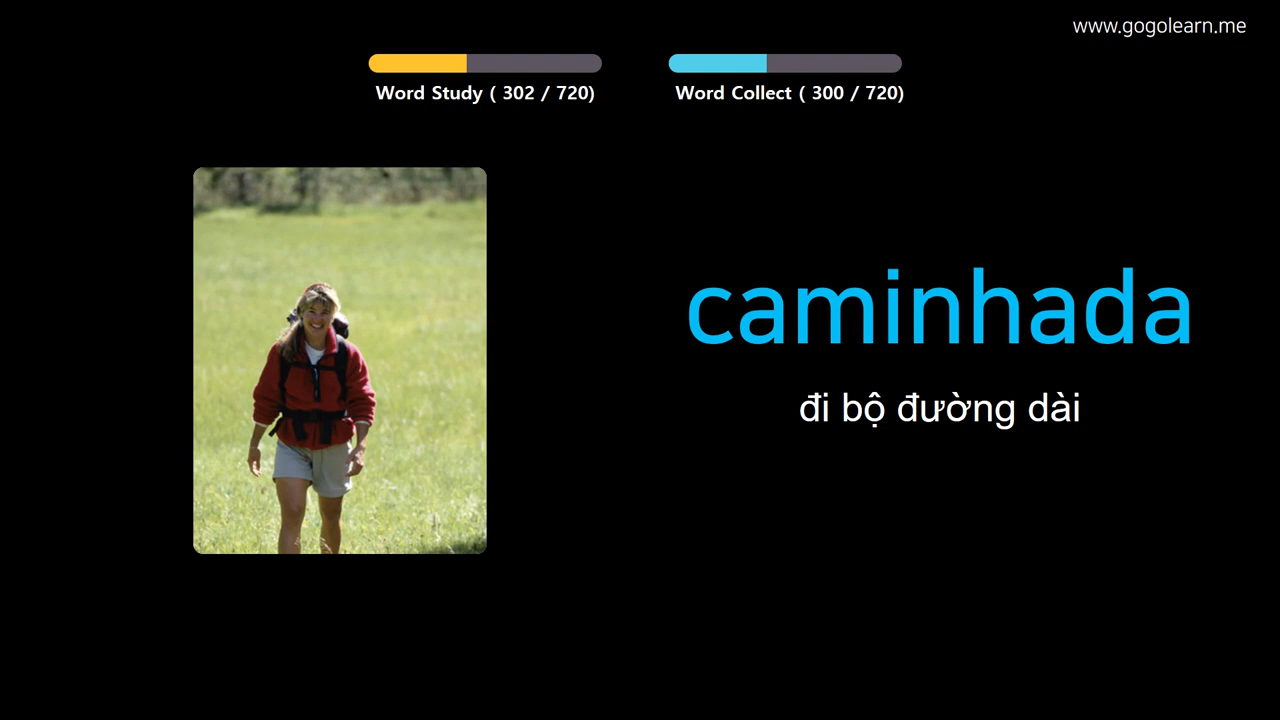 www.gogolearn.me
Word Study ( 302 / 720)
Word Collect ( 300 / 720)
caminhada
đi bộ đường dài